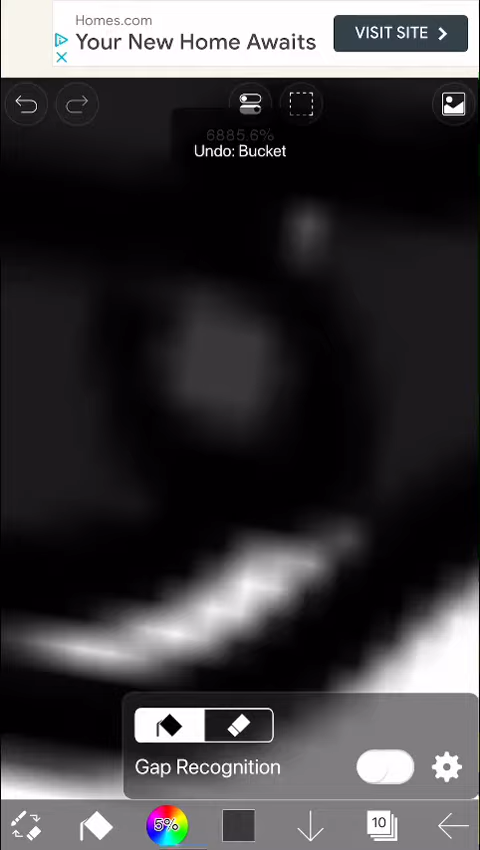 Homes.com
Your New Home Awaits
VISIT SITE
6885.6%
Undo: Bucket
Gap Recognition
5%
10